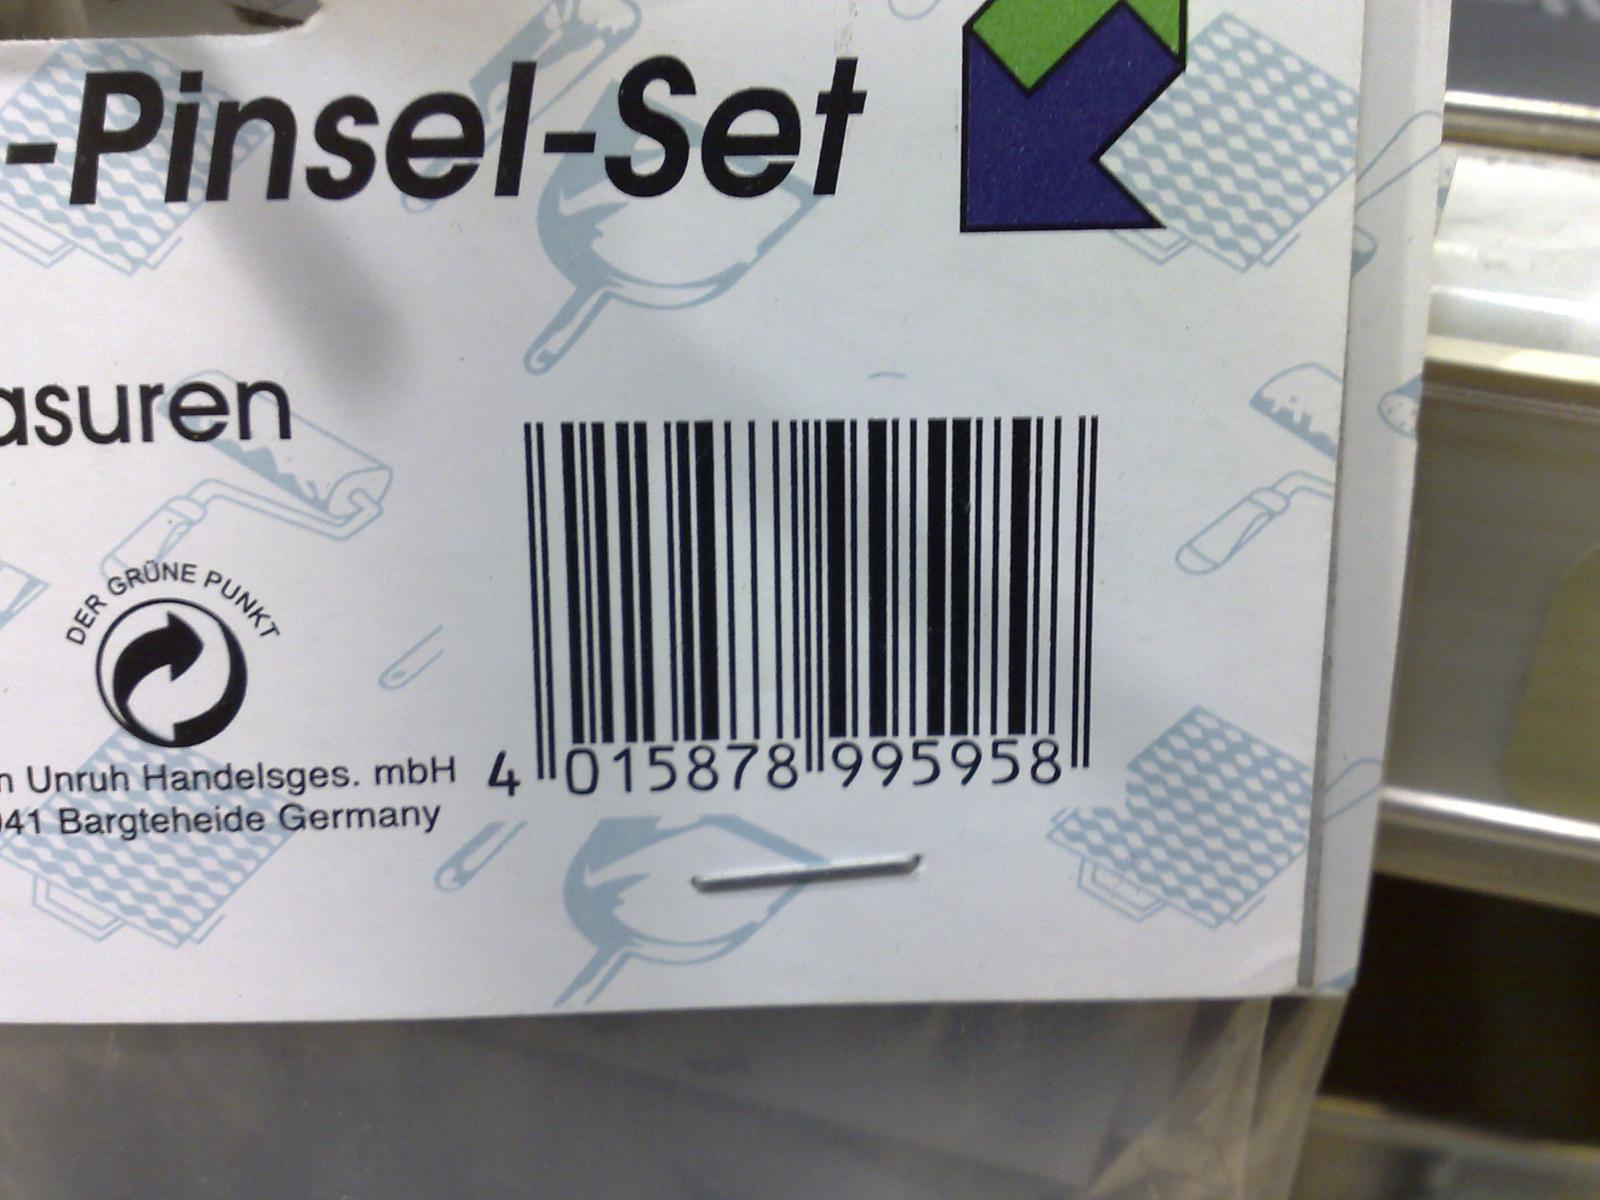 -Pinsel-Set
asuren
DER GRÜNE PUNKT
n Unruh Handelsges. mbH
041 Bargteheide Germany
4 015878 995958